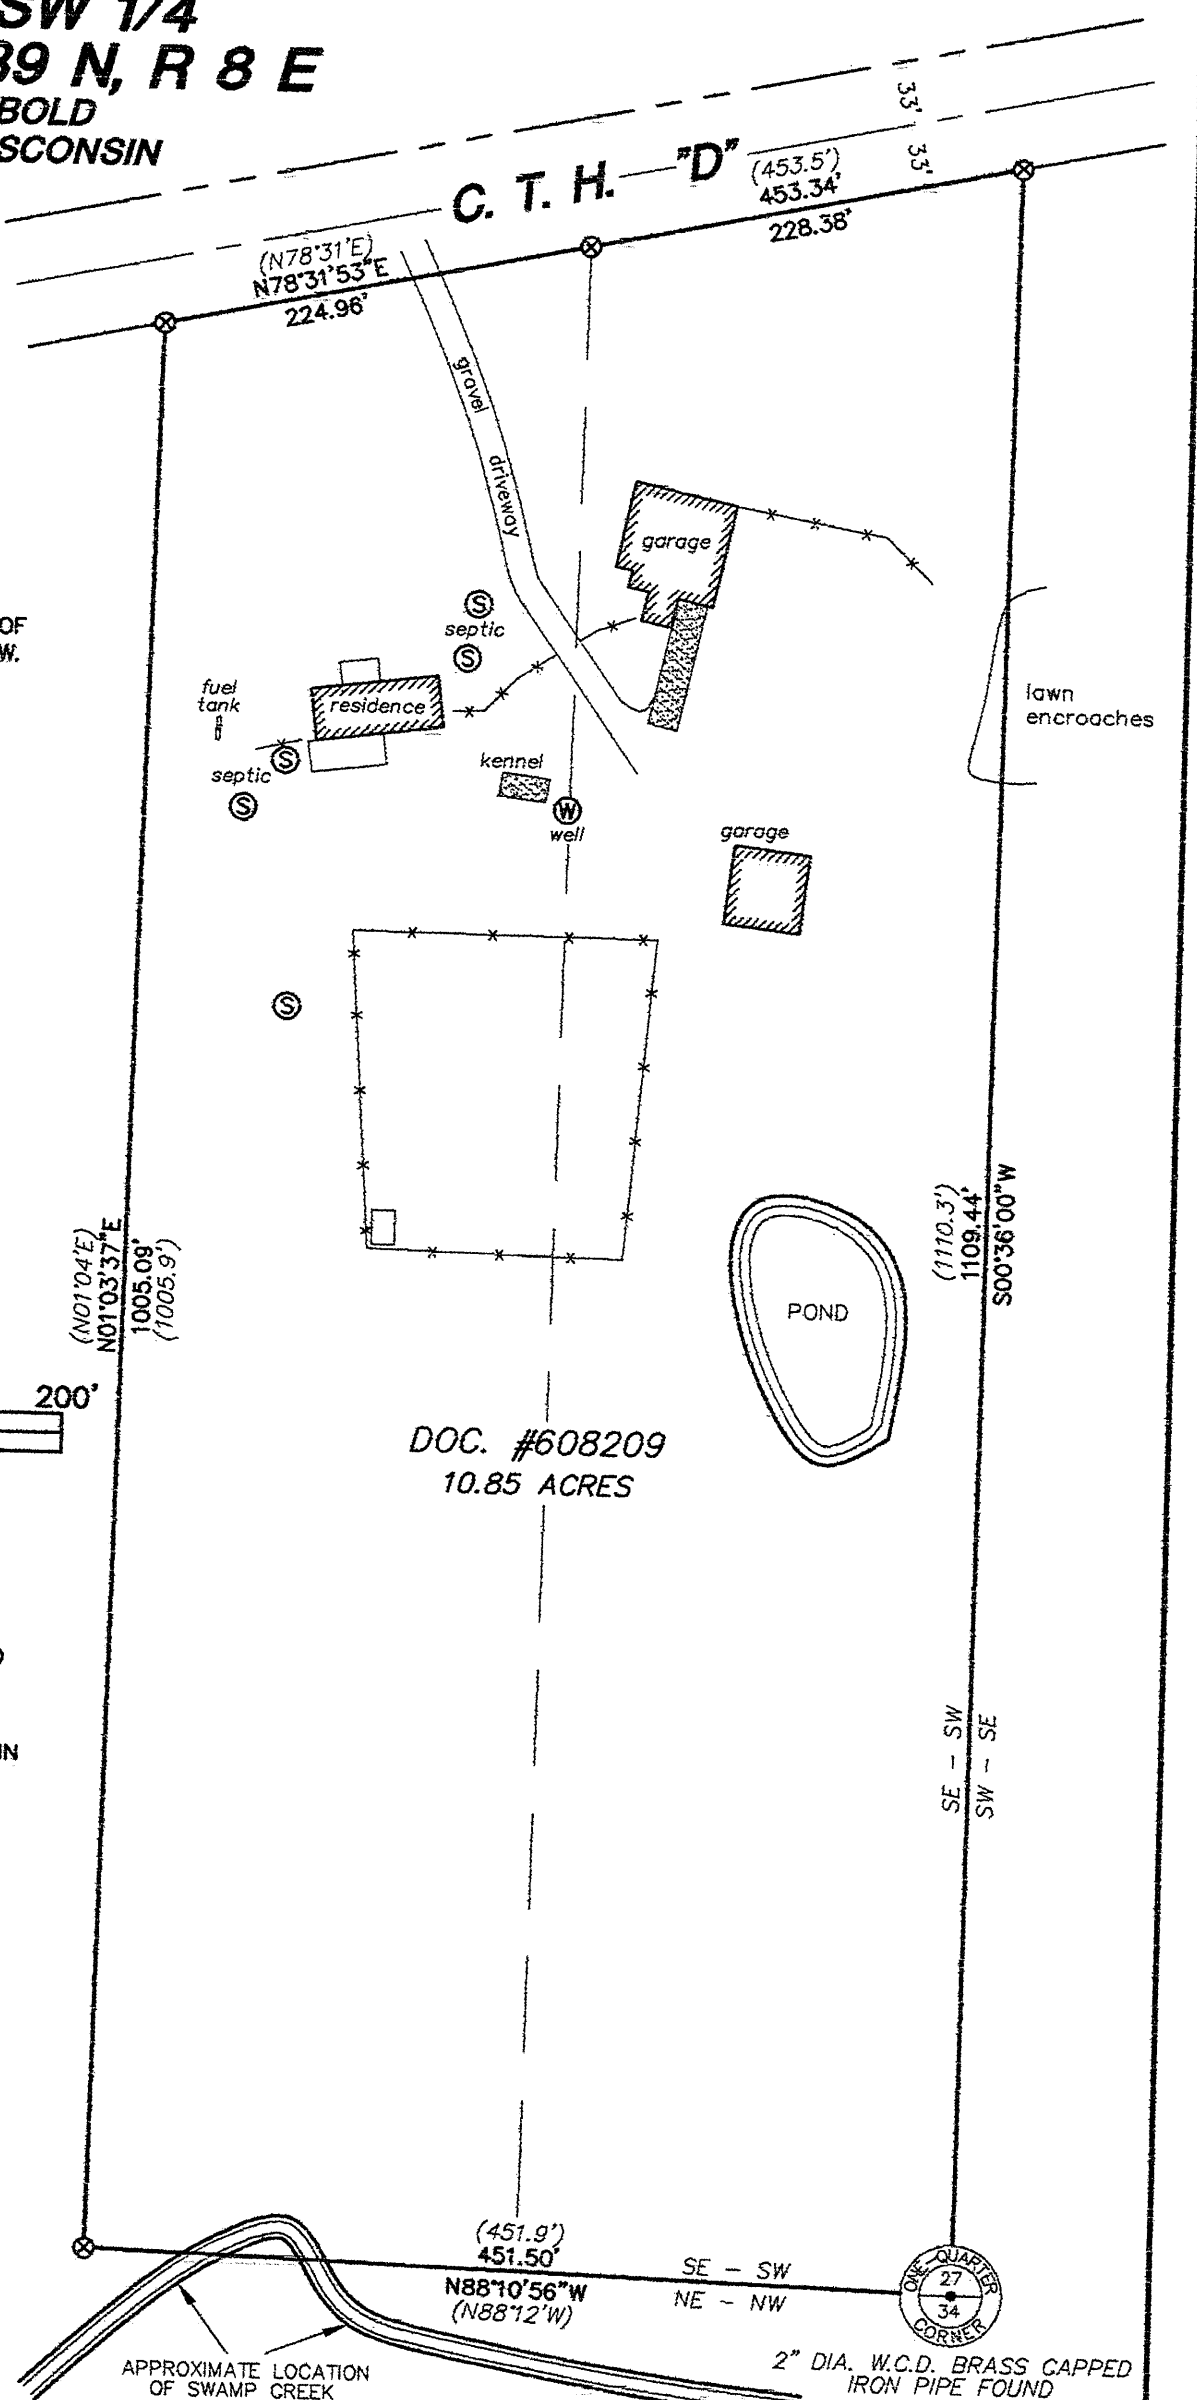 SW 1/4
39 N, R 8 E
BOLD
SCONSIN
33'
33'
C. T. H. "D"
(453.5')
453.34'
228.38'
(N78°31'E)
N78°31'53"E
224.96'
gravel driveway
garage
OF
W.
septic
fuel
tank
residence
lawn
encroaches
septic
kennel
well
garage
S
S
S
S
S
W
(N01°04'E)
N01°03'37"E
1005.09'
(1005.9')
(1110.3')
1109.44'
S00°36'00"W
POND
200'
DOC. #608209
10.85 ACRES
IN
SE - SW
SW - SE
(451.9')
451.50'
N88°10'56"W
(N88°12'W)
SE - SW
NE - NW
ONE-QUARTER
27
34
CORNER
APPROXIMATE LOCATION
OF SWAMP CREEK
2" DIA. W.C.D. BRASS CAPPED
IRON PIPE FOUND